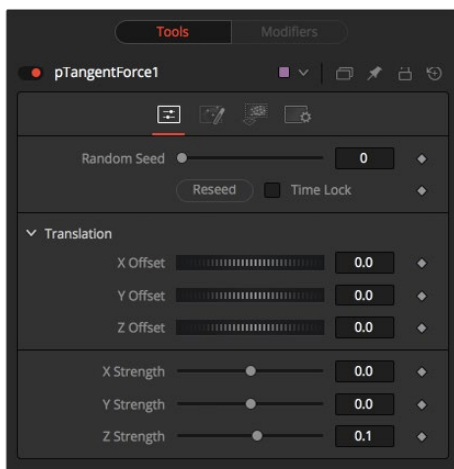 Tools Modifiers
pTangentForce1
Random Seed 0
Reseed Time Lock
Translation
X Offset 0.0
Y Offset 0.0
Z Offset 0.0
X Strength 0.0
Y Strength 0.0
Z Strength 0.1